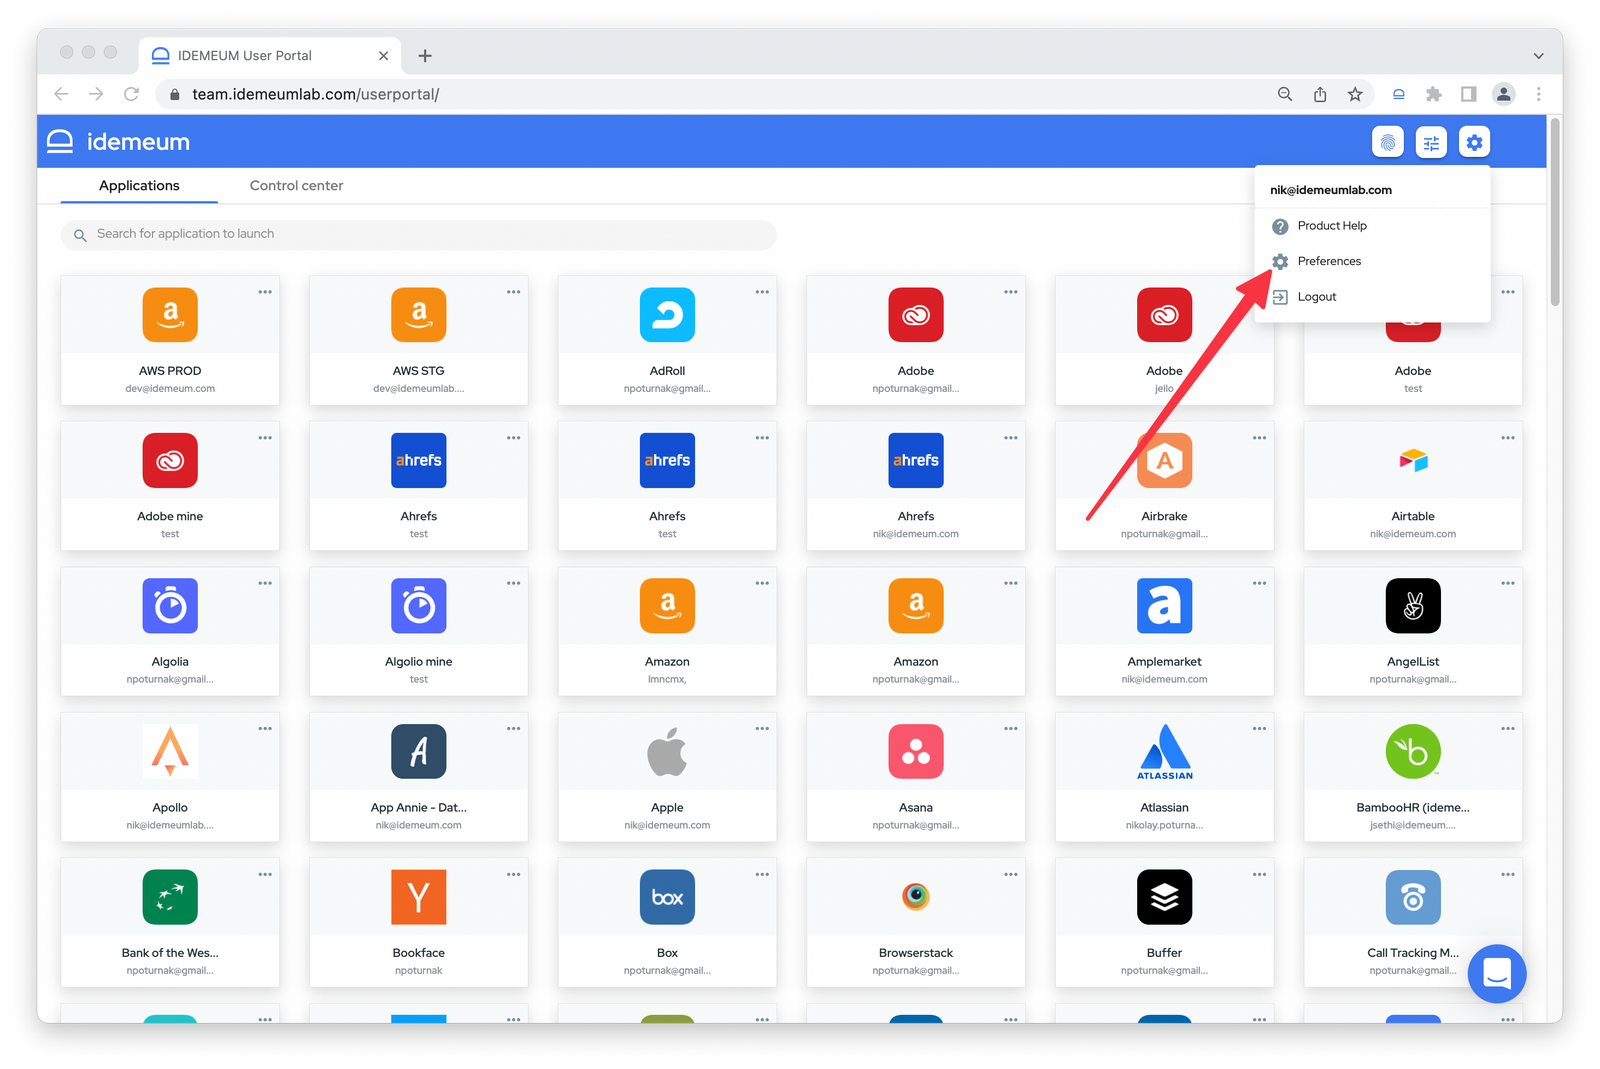 IDEMEUM User Portal
team.idemeumlab.com/userportal/
idemeum
Applications
Control center
nik@idemeumlab.com
Product Help
Preferences
Logout
Search for application to launch
a
a
AWS PROD
AWS STG
AdRoll
Adobe
Adobe
Adobe
dev@idemeum.com
dev@idemeumlab....
npoturnak@gmail...
npoturnak@gmail...
jello
test
ahrefs
ahrefs
ahrefs
A
Adobe mine
Ahrefs
Ahrefs
Ahrefs
Airbrake
Airtable
test
test
test
nik@idemeum.com
npoturnak@gmail...
nik@idemeum.com
a
a
a
Algolia
Algolio mine
Amazon
Amazon
Amplemarket
AngelList
npoturnak@gmail...
test
lmncmx,
npoturnak@gmail...
nik@idemeum.com
npoturnak@gmail...
A
ATLASSIAN
b
Apollo
App Annie - Dat...
Apple
Asana
Atlassian
BambooHR (ideme...
nik@idemeumlab....
nik@idemeum.com
nik@idemeum.com
npoturnak@gmail...
nikolay.poturna...
jsethi@idemeum....
Y
box
Bank of the Wes...
Bookface
Box
Browserstack
Buffer
Call Tracking M...
npoturnak@gmail...
npoturnak
npoturnak@gmail...
npoturnak@gmail...
npoturnak@gmail...
npoturnak@gmail...